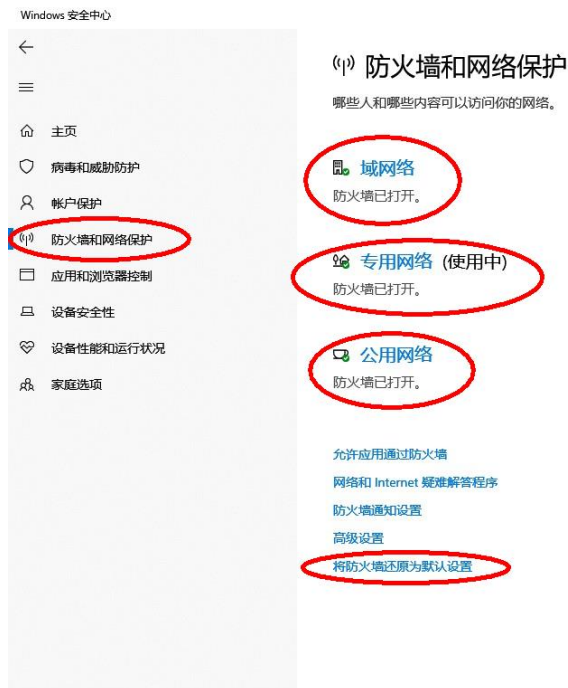 Windows 安全中心
主页
病毒和威胁防护
帐户保护
防火墙和网络保护
应用和浏览器控制
设备安全性
设备性能和运行状况
家庭选项
防火墙和网络保护
哪些人和哪些内容可以访问你的网络。
域网络
防火墙已打开。
专用网络 (使用中)
防火墙已打开。
公用网络
防火墙已打开。
允许应用通过防火墙
网络和 Internet 疑难解答程序
防火墙通知设置
高级设置
将防火墙还原为默认设置